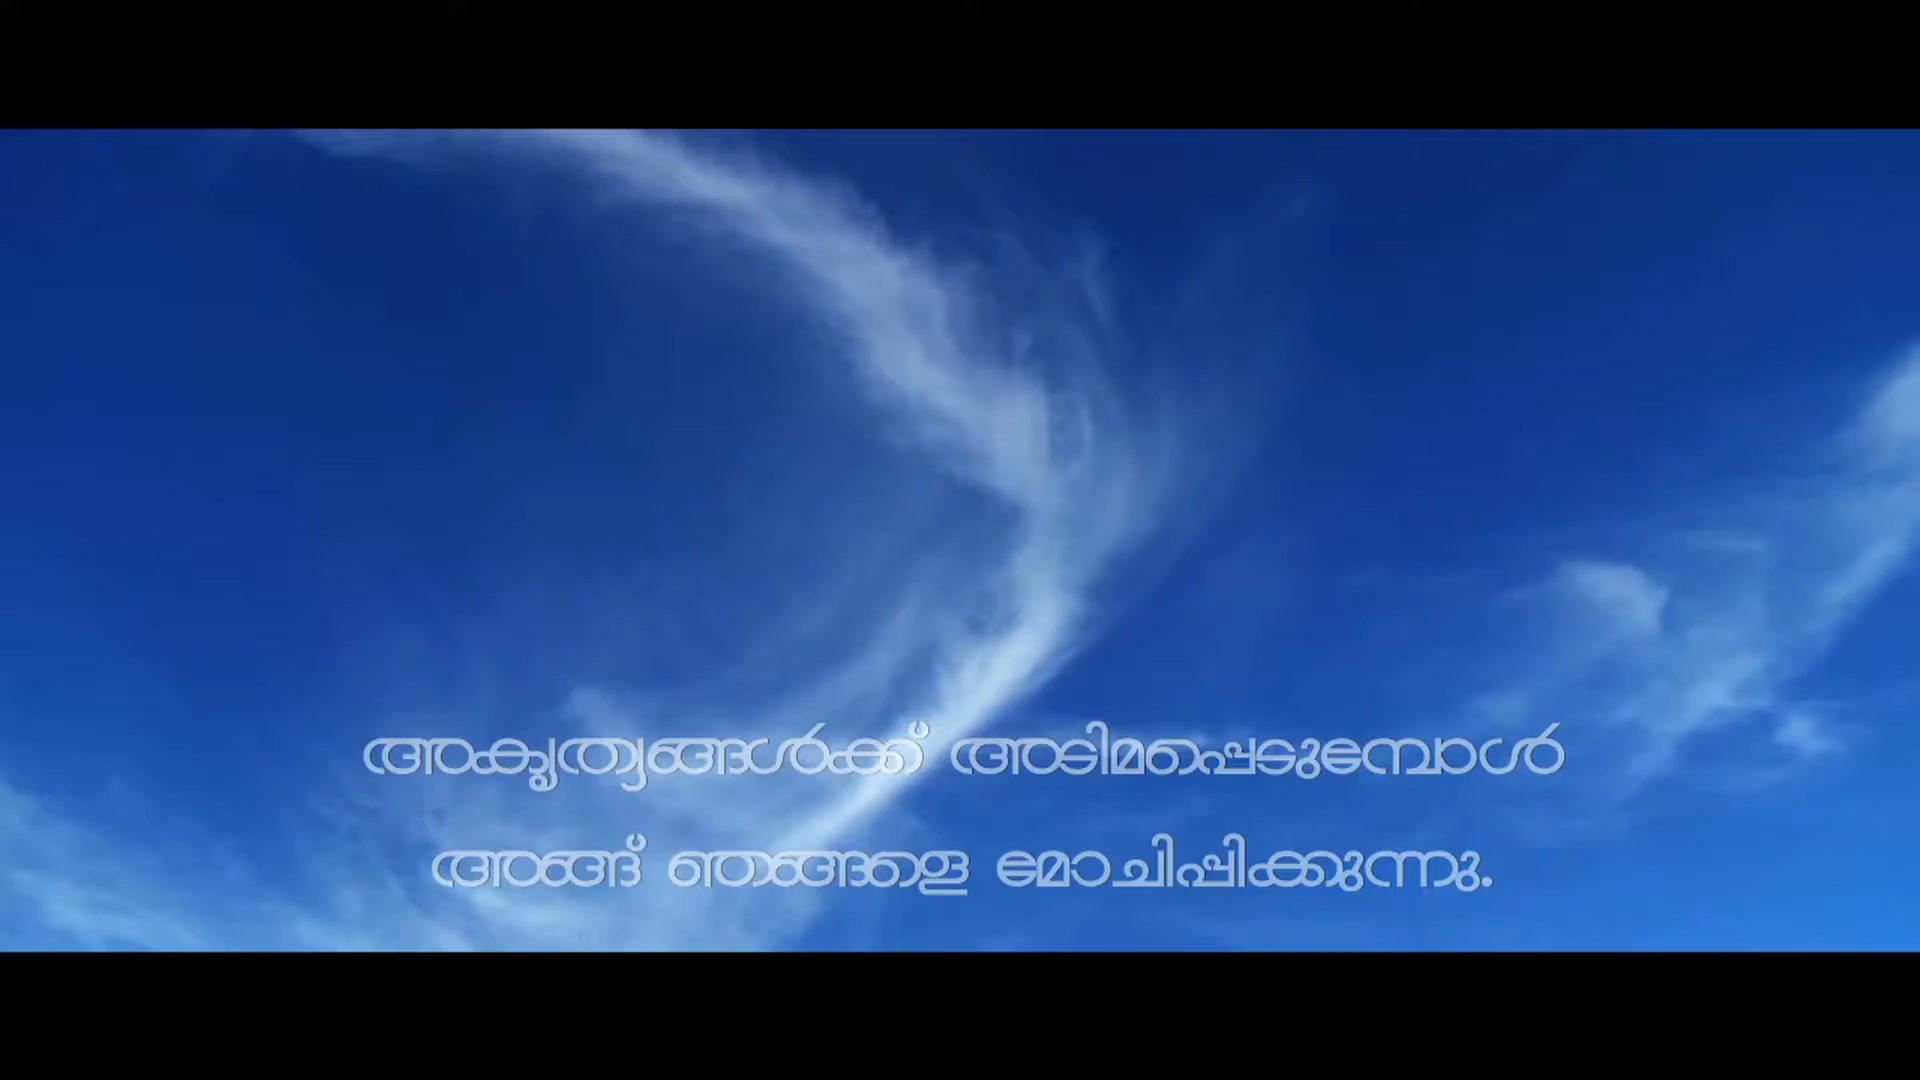 അകൃത്യങ്ങൾക്ക് അടിമപ്പെടുമ്പോൾ
അങ്ങ് ഞങ്ങളെ മോചിപ്പിക്കുന്നു.